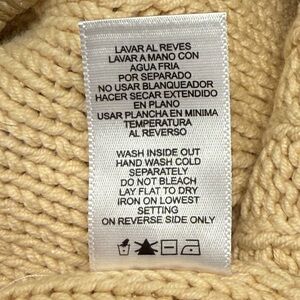 LAVAR AL REVES
LAVAR A MANO CON
AGUA FRIA
POR SEPARADO
NO USAR BLANQUEADOR
HACER SECAR EXTENDIDO
EN PLANO
USAR PLANCHA EN MINIMA
TEMPERATURA
AL REVERSO
WASH INSIDE OUT
HAND WASH COLD
SEPARATELY
DO NOT BLEACH
LAY FLAT TO DRY
IRON ON LOWEST
SETTING
ON REVERSE SIDE ONLY